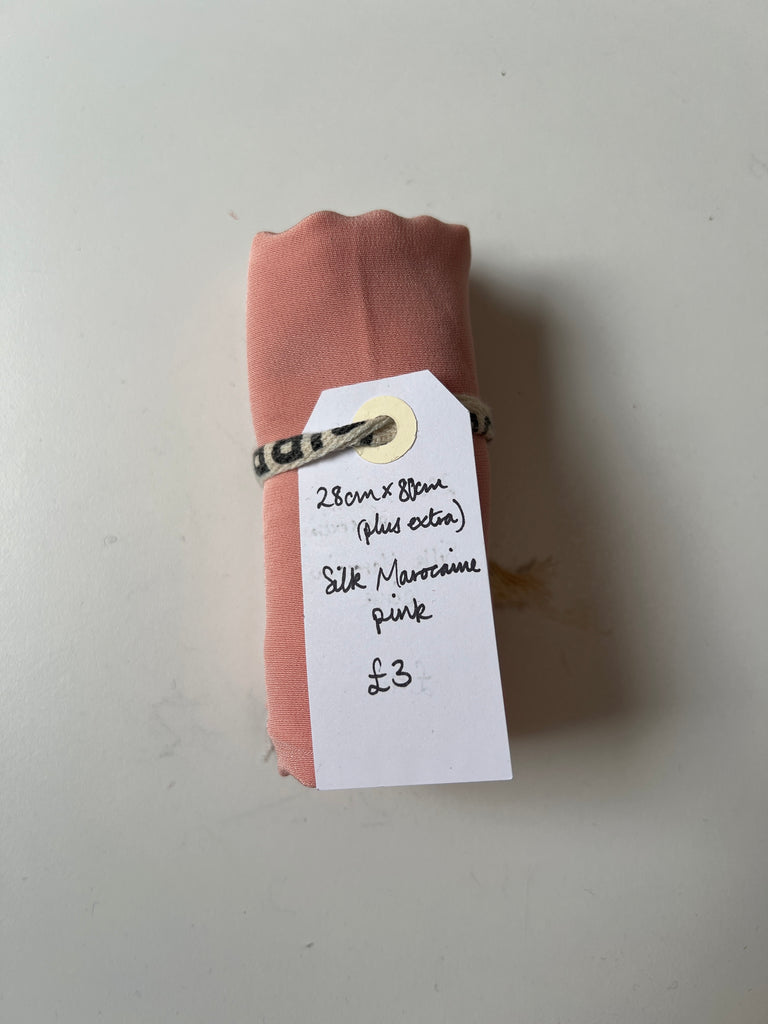 28cm x 80cm
(plus extra)
Silk Marocaine
pink
£3